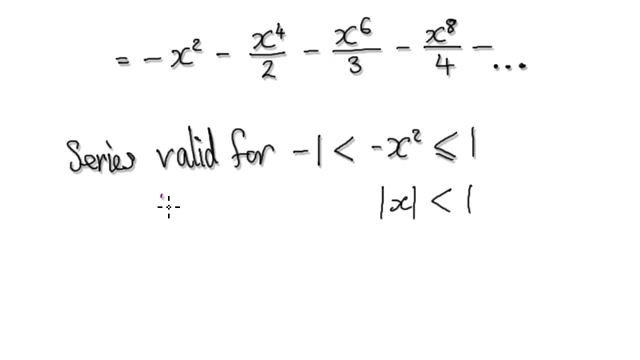 = - x² - x⁴/2 - x⁶/3 - x⁸/4 - ...
Series valid for -1 < -x² ⩽ 1
|x| < 1